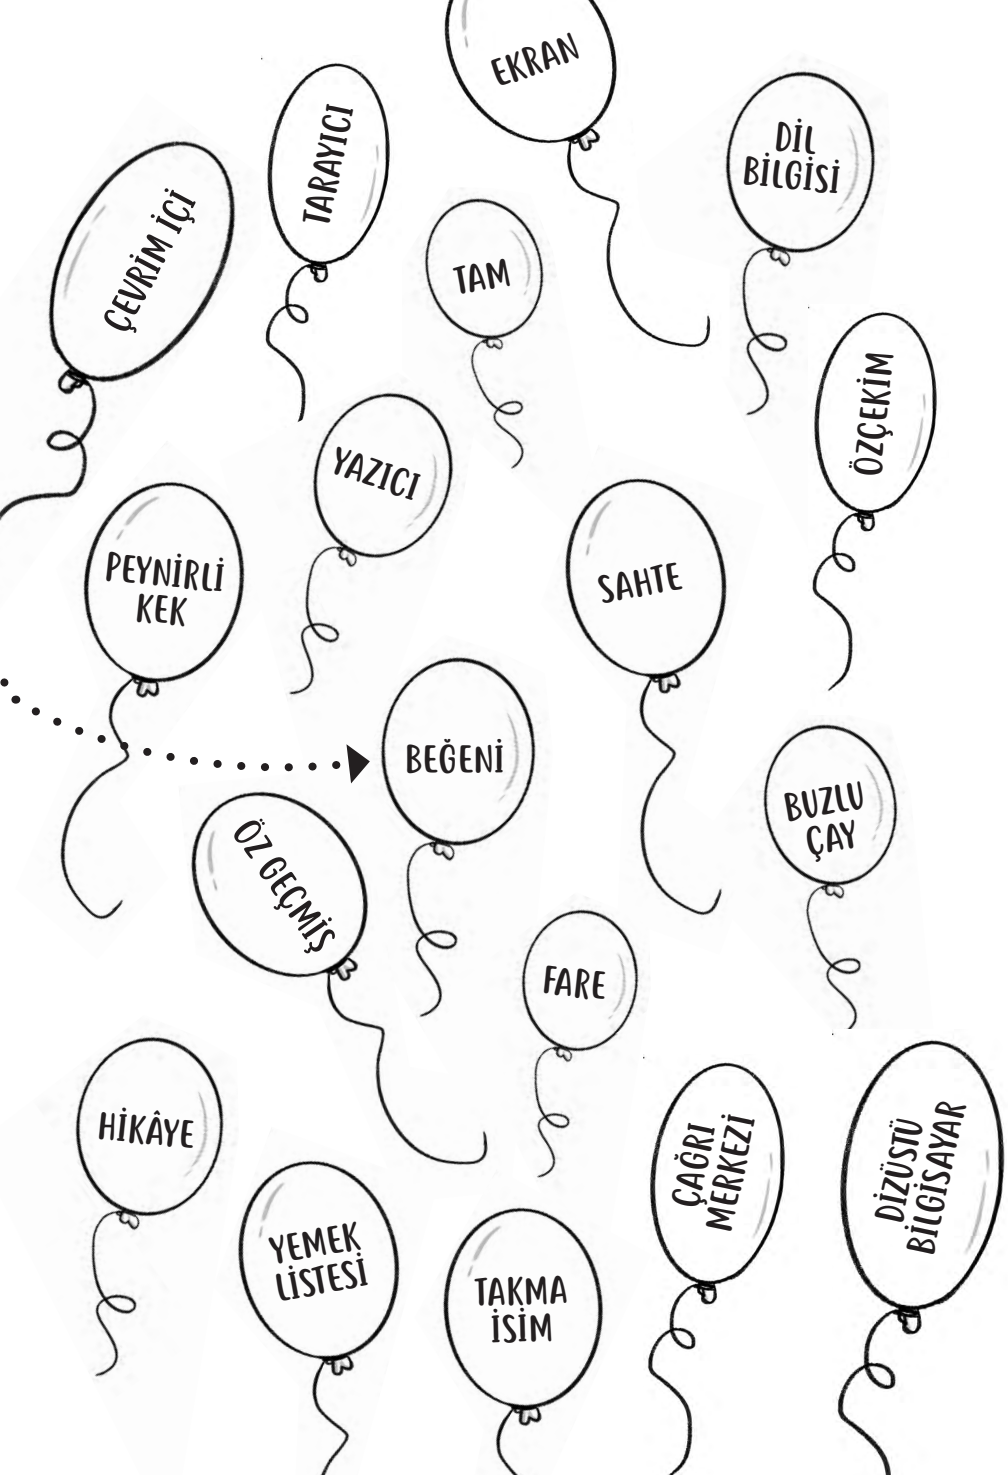 EKRAN
TARAYICI
DİL
BİLGİSİ
ÇEVRİM İÇİ
TAM
ÖZÇEKİM
YAZICI
PEYNİRLİ
KEK
SAHTE
BEĞENİ
BUZLU
ÇAY
ÖZ GEÇMİŞ
FARE
HİKÂYE
ÇAĞRI
MERKEZİ
DİZÜSTÜ
BİLGİSAYAR
YEMEK
LİSTESİ
TAKMA
İSİM